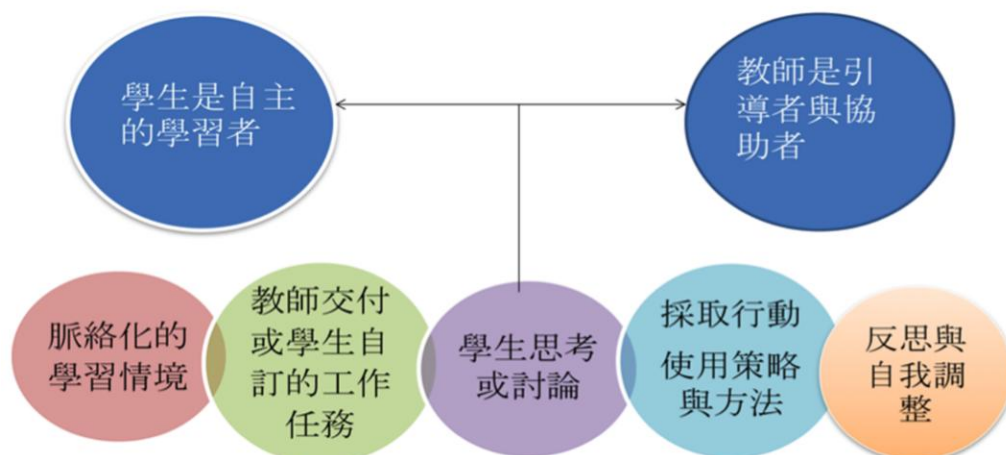 學生是自主
的學習者
教師是引
導者與協
助者
脈絡化的
學習情境
教師交付
或學生自
訂的工作
任務
學生思考
或討論
採取行動
使用策略
與方法
反思與
自我調
整